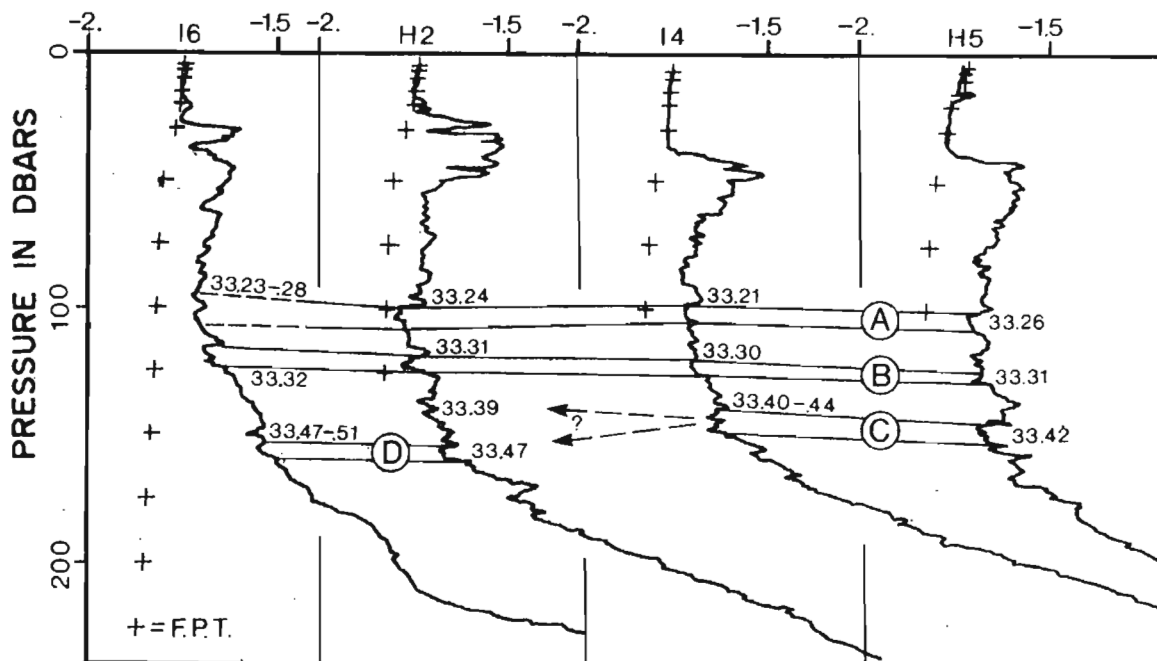 -2. -1.5 -2. -1.5 -2. -1.5 -2. -1.5
I6 H2 I4 H5
0
PRESSURE IN DBARS
33.23-.28 33.24 33.21
100
A
33.26
33.31 33.30
B
33.32 33.31
33.39 33.40-.44
?
C
33.47-.51 33.42
D
33.47
200
+ = F.P.T.